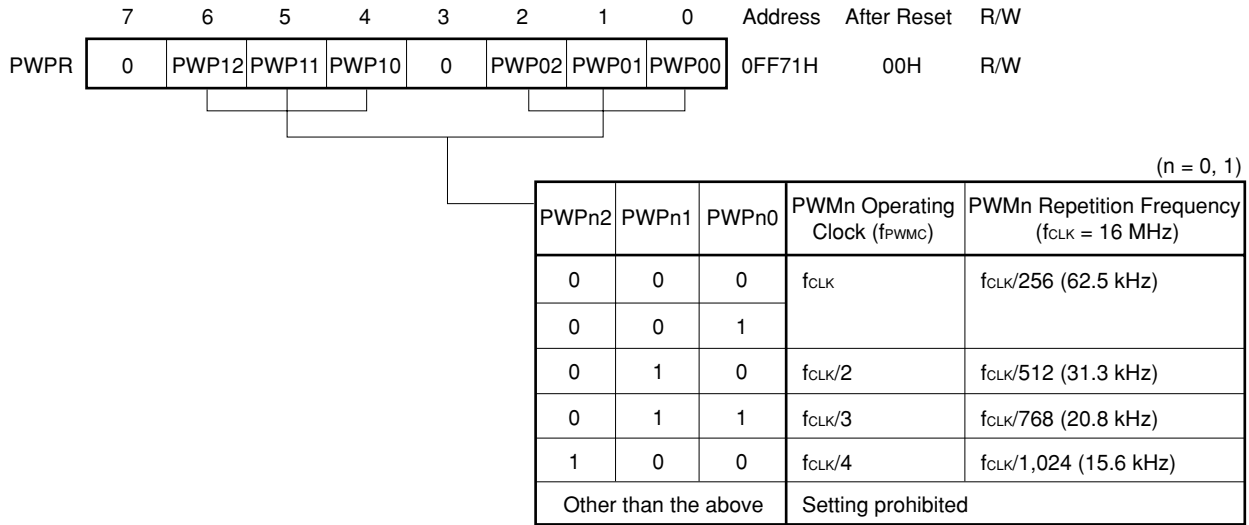 7 6 5 4 3 2 1 0 Address After Reset R/W
PWPR 0 PWP12 PWP11 PWP10 0 PWP02 PWP01 PWP00 0FF71H 00H R/W
(n = 0, 1)
PWPn2 PWPn1 PWPn0 PWMn Operating Clock (fPWMC) PWMn Repetition Frequency (fCLK = 16 MHz)
0 0 0 fCLK fCLK/256 (62.5 kHz)
0 0 1
0 1 0 fCLK/2 fCLK/512 (31.3 kHz)
0 1 1 fCLK/3 fCLK/768 (20.8 kHz)
1 0 0 fCLK/4 fCLK/1,024 (15.6 kHz)
Other than the above Setting prohibited